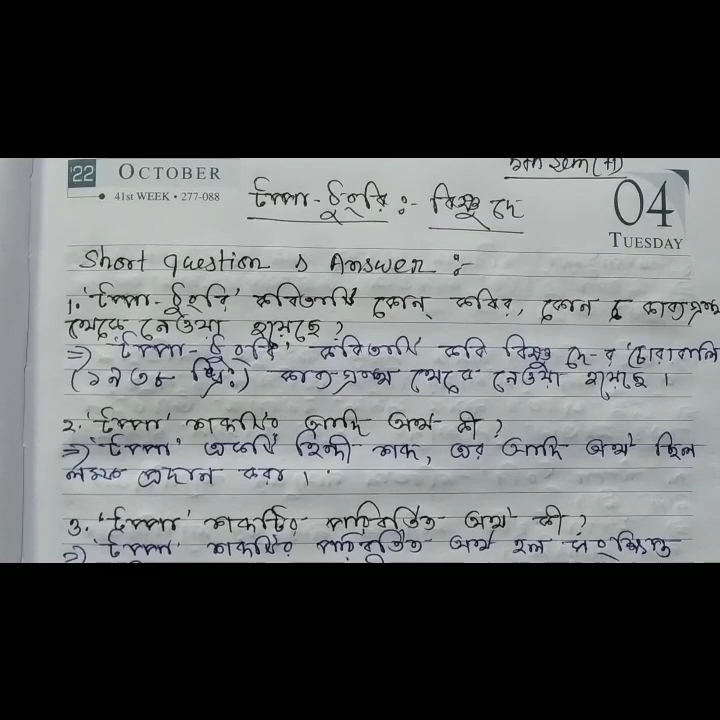 '22 OCTOBER
41st WEEK • 277-088
5th Sem (H)
04
TUESDAY
টপ্পা-ঠুংরি :- বিষ্ণু দে
Short question & Answer :-
1. 'টপ্পা-ঠুংরি' কবিতাটি কোন্ কবির, কোন কাব্যগ্রন্থ
থেকে নেওয়া হয়েছে?
⇒ 'টপ্পা-ঠুংরি' কবিতাটি কবি বিষ্ণু দে-র 'চোরাবালি
(১৯৩৮ খ্রি:) কাব্যগ্রন্থ থেকে নেওয়া হয়েছে।
2. 'টপ্পা' শব্দটির আদি অর্থ কী?
⇒ 'টপ্পা' একটি হিন্দী শব্দ, এর আদি অর্থ ছিল
লম্ফ প্রদান করা।
3. 'টপ্পা' শব্দটির পরিবর্তিত অর্থ কী?
⇒ 'টপ্পা' শব্দটির পরিবর্তিত অর্থ হল সংক্ষিপ্ত